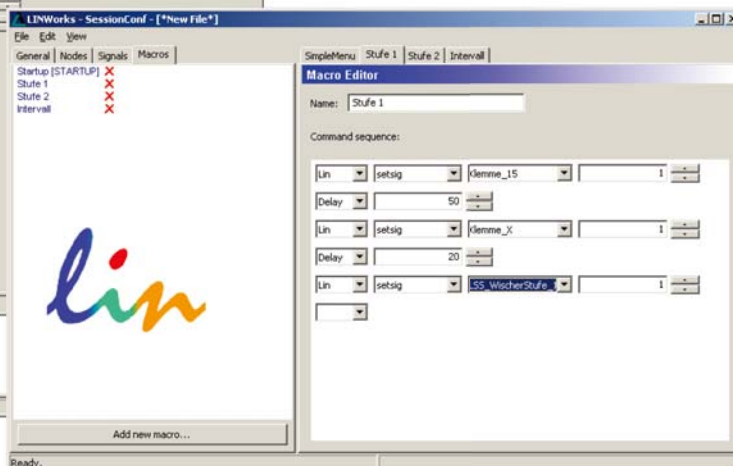 LINWorks - SessionConf - [*New File*]
File Edit View
General Nodes Signals Macros
Startup [STARTUP]
Stufe 1
Stufe 2
Intervall
lin
Add new macro...
Ready.
SimpleMenu Stufe 1 Stufe 2 Intervall
Macro Editor
Name: Stufe 1
Command sequence:
Lin setsig Klemme_15 1
Delay 50
Lin setsig Klemme_X 1
Delay 20
Lin setsig LSS_WischerStufe_1 1